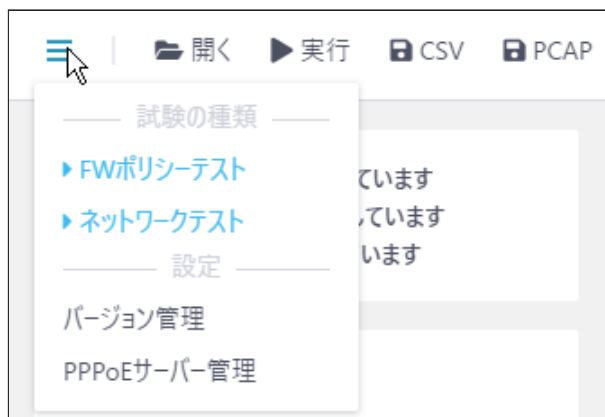 開く 実行 CSV PCAP
試験の種類
FWポリシーテスト
ています
ネットワークテスト
しています
設定
います
バージョン管理
PPPoEサーバー管理